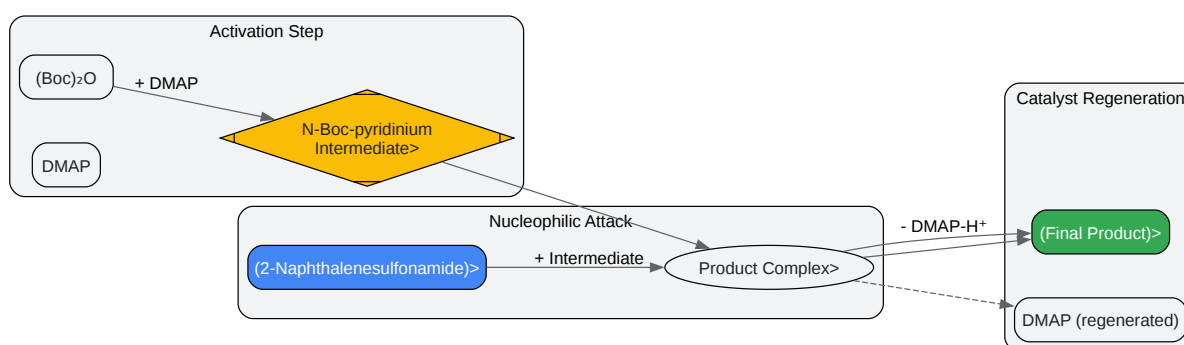 Activation Step
(Boc)₂O
+ DMAP
N-Boc-pyridinium
Intermediate>
DMAP
Nucleophilic Attack
(2-Naphthalenesulfonamide)>
+ Intermediate
Product Complex>
- DMAP-H⁺
Catalyst Regeneration
(Final Product)>
DMAP (regenerated)